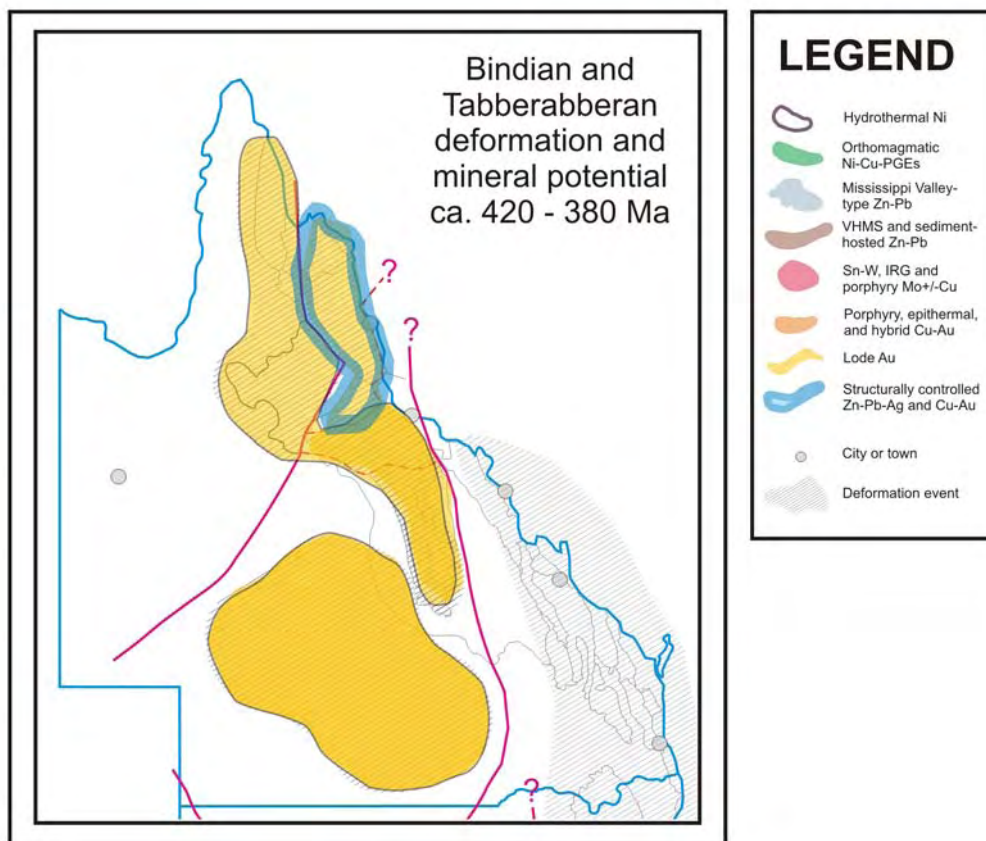 Bindian and
Tabberabberan
deformation and
mineral potential
ca. 420 - 380 Ma
?
?
?
LEGEND
Hydrothermal Ni
Orthomagmatic
Ni-Cu-PGEs
Mississippi Valley-
type Zn-Pb
VHMS and sediment-
hosted Zn-Pb
Sn-W, IRG and
porphyry Mo+/-Cu
Porphyry, epithermal,
and hybrid Cu-Au
Lode Au
Structurally controlled
Zn-Pb-Ag and Cu-Au
City or town
Deformation event